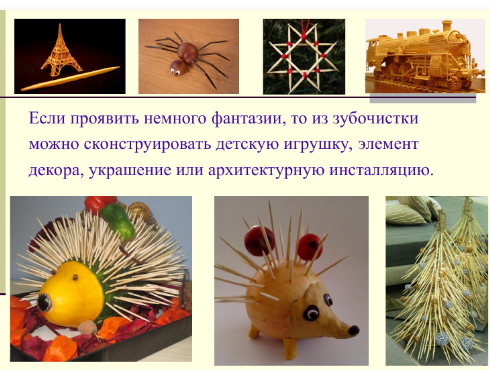 Если проявить немного фантазии, то из зубочистки
можно сконструировать детскую игрушку, элемент
декора, украшение или архитектурную инсталляцию.